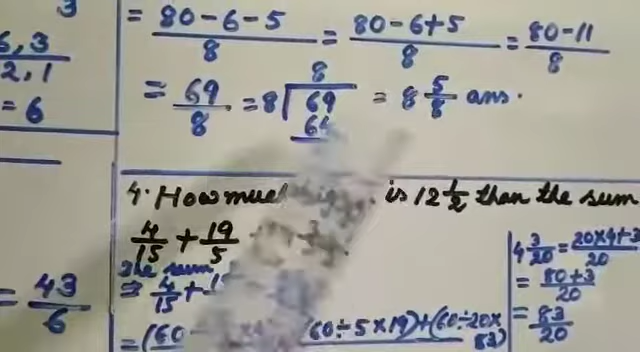 3
6, 3
2, 1
= 6
= 43/6
= (80 - 6 - 5)/8 = (80 - 6 + 5)/8 = (80 - 11)/8
= 69/8 = 8)69 8 64 = 8 5/8 ans.
4. How much is 12 1/2 than the sum
4/15 + 19/5
The sum
⇒ 4/15 +
= (60 60÷5×19)+(60÷20×83)
4 3/20 = (20×4+3)/20
= (80+3)/20
= 83/20